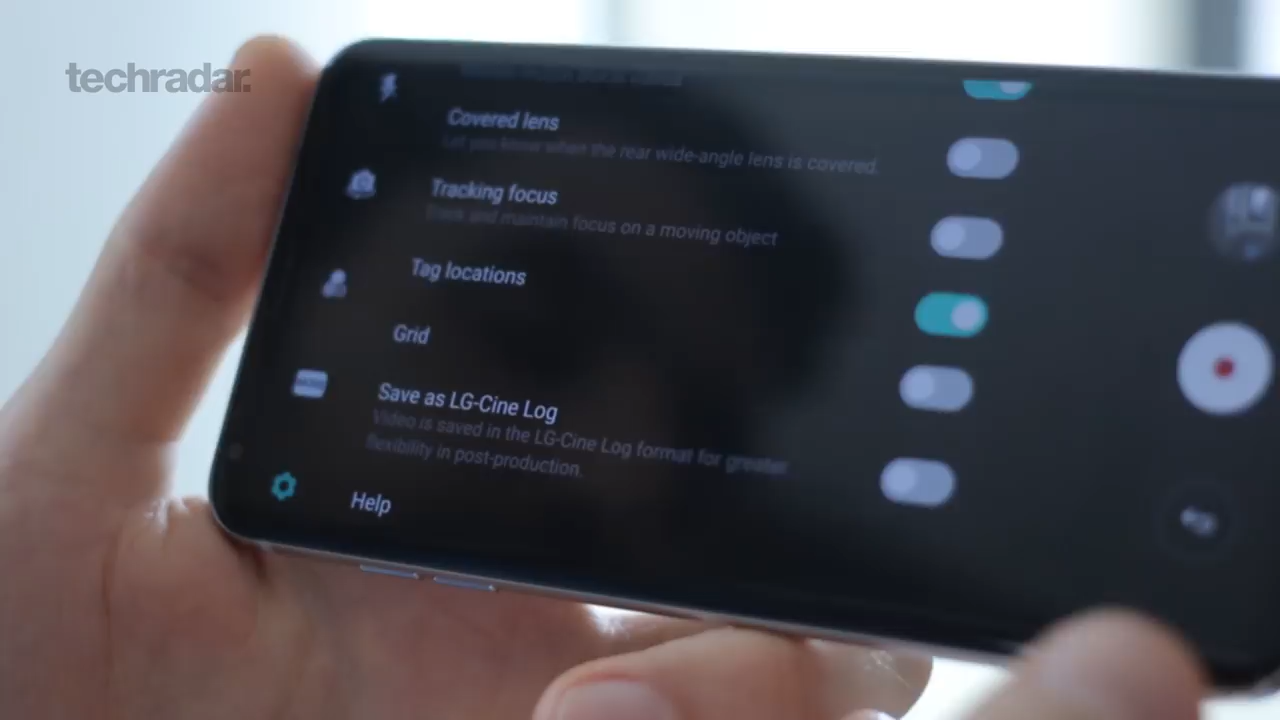 techradar.
Covered lens
Let you know when the rear wide-angle lens is covered.
Tracking focus
Track and maintain focus on a moving object
Tag locations
Grid
Save as LG-Cine Log
Video is saved in the LG-Cine Log format for greater
flexibility in post-production.
Help